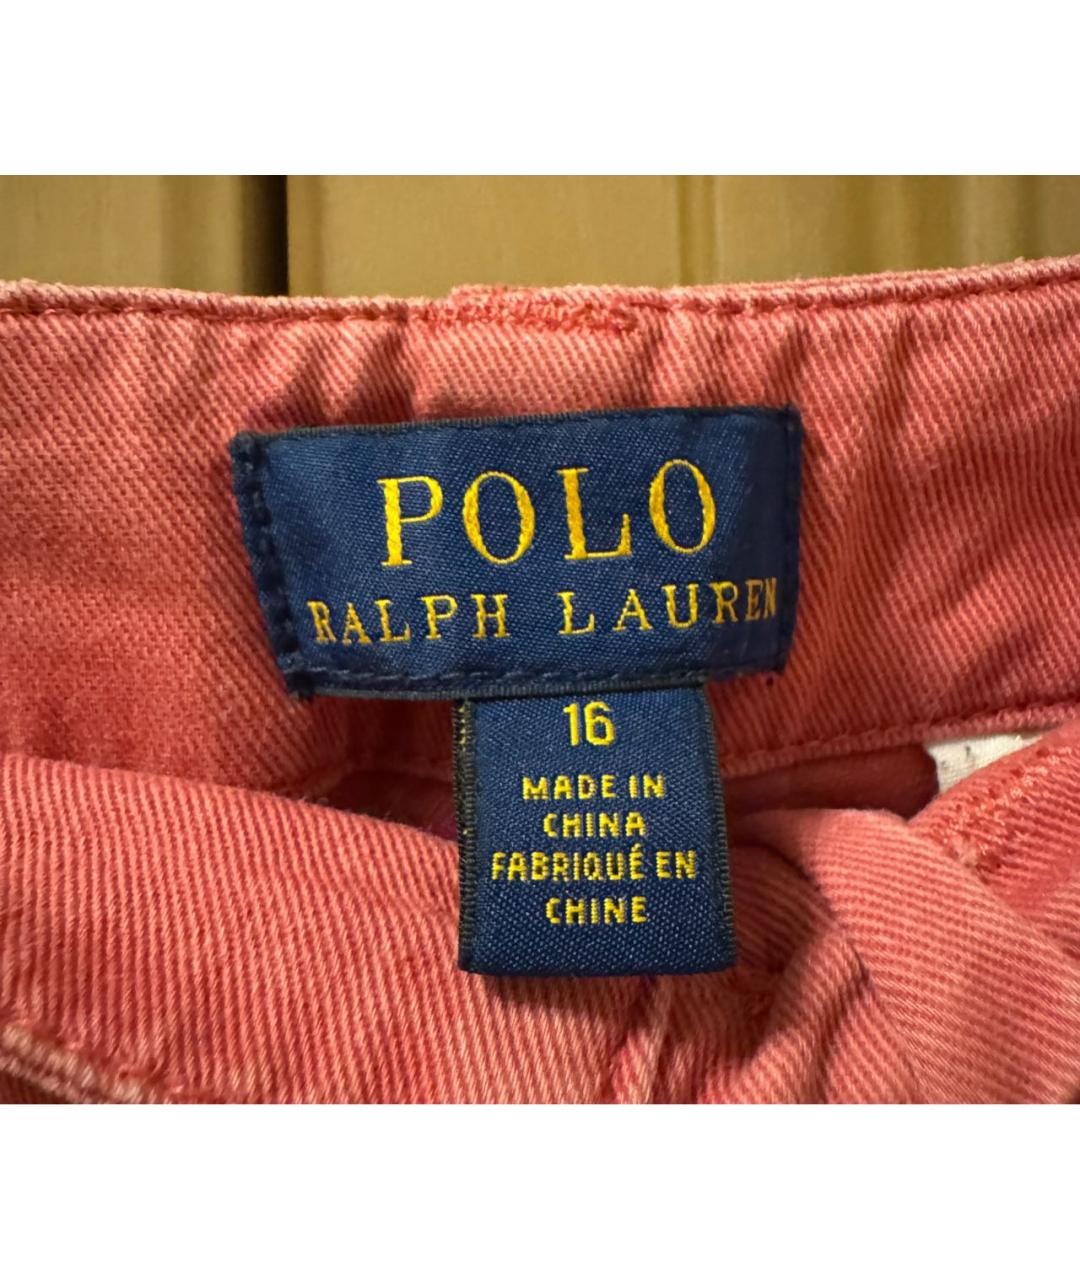 POLO
RALPH LAUREN
16
MADE IN
CHINA
FABRIQUÉ EN
CHINE